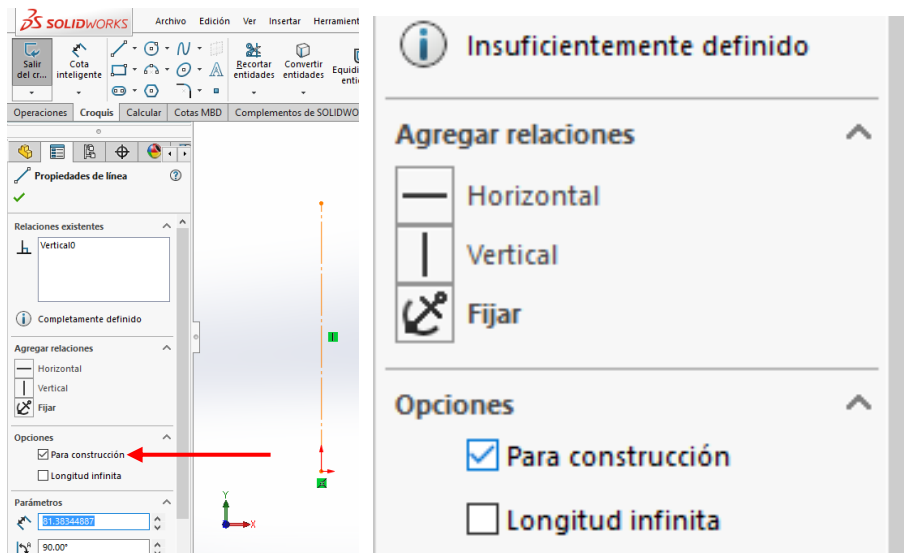 SOLIDWORKS
Archivo Edición Ver Insertar Herramient
Salir del cr...
Cota inteligente
Recortar entidades
Convertir entidades
Equidi
enti
Operaciones Croquis Calcular Cotas MBD Complementos de SOLIDWO
Propiedades de línea
Relaciones existentes
Vertical0
Completamente definido
Agregar relaciones
Horizontal
Vertical
Fijar
Opciones
Para construcción
Longitud infinita
Parámetros
81.38344887
90.00°
Y
X
Insuficientemente definido
Agregar relaciones
Horizontal
Vertical
Fijar
Opciones
Para construcción
Longitud infinita